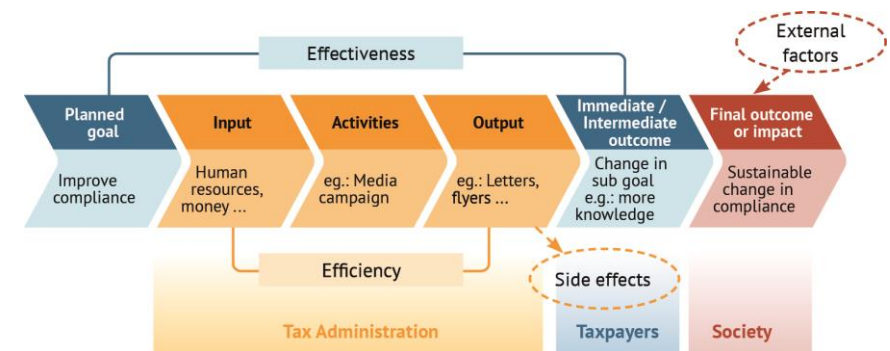 External
factors
Effectiveness
Planned
goal
Input
Activities
Output
Immediate /
Intermediate
outcome
Final outcome
or impact
Improve
compliance
Human
resources,
money ...
eg.: Media
campaign
eg.: Letters,
flyers ...
Change in
sub goal
e.g.: more
knowledge
Sustainable
change in
compliance
Efficiency
Side effects
Tax Administration
Taxpayers
Society